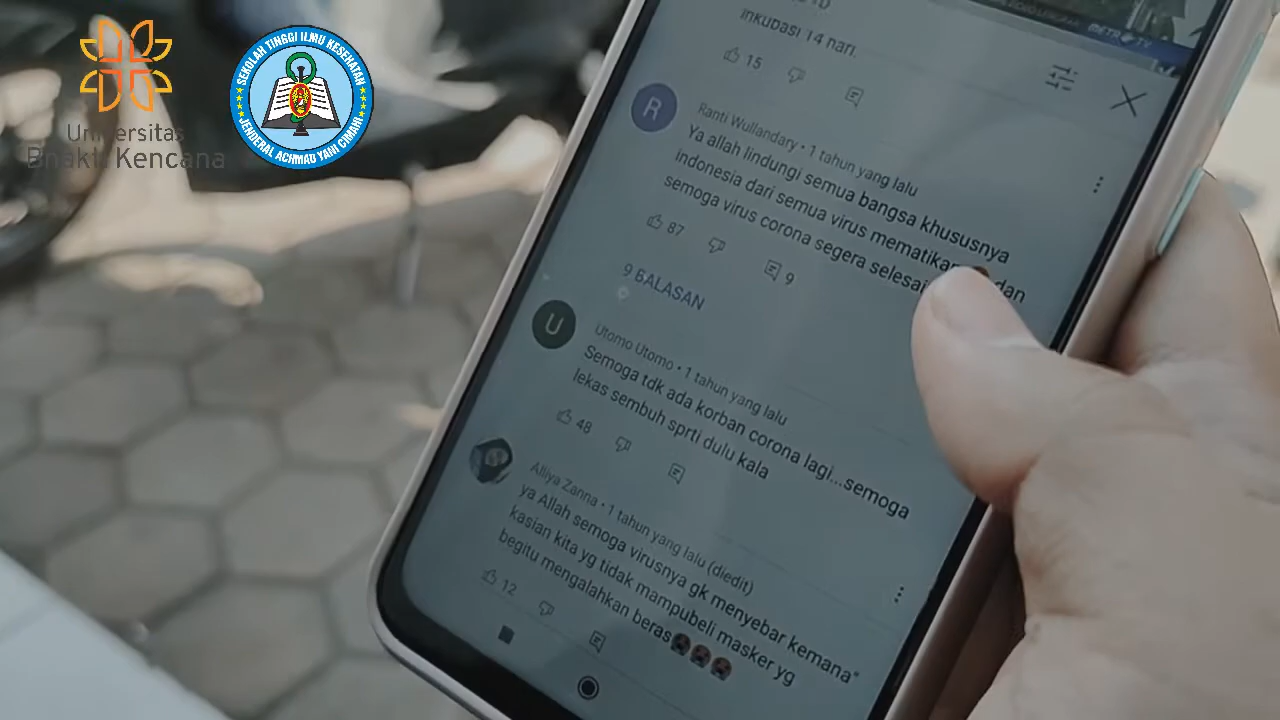 Universitas
Bhakti Kencana
SEKOLAH TINGGI ILMU KESEHATAN
JENDERAL ACHMAD YANI CIMAHI
inkubasi 14 hari.
15
R
Ranti Wullandary • 1 tahun yang lalu
Ya allah lindungi semua bangsa khususnya
indonesia dari semua virus mematikan dan
semoga virus corona segera selesai
87
9
9 BALASAN
U
Utomo Utomo • 1 tahun yang lalu
Semoga tdk ada korban corona lagi...semoga
lekas sembuh sprti dulu kala
48
Alliya Zanna • 1 tahun yang lalu (diedit)
ya Allah semoga virusnya gk menyebar kemana"
kasian kita yg tidak mampubeli masker yg
begitu mengalahkan beras
12